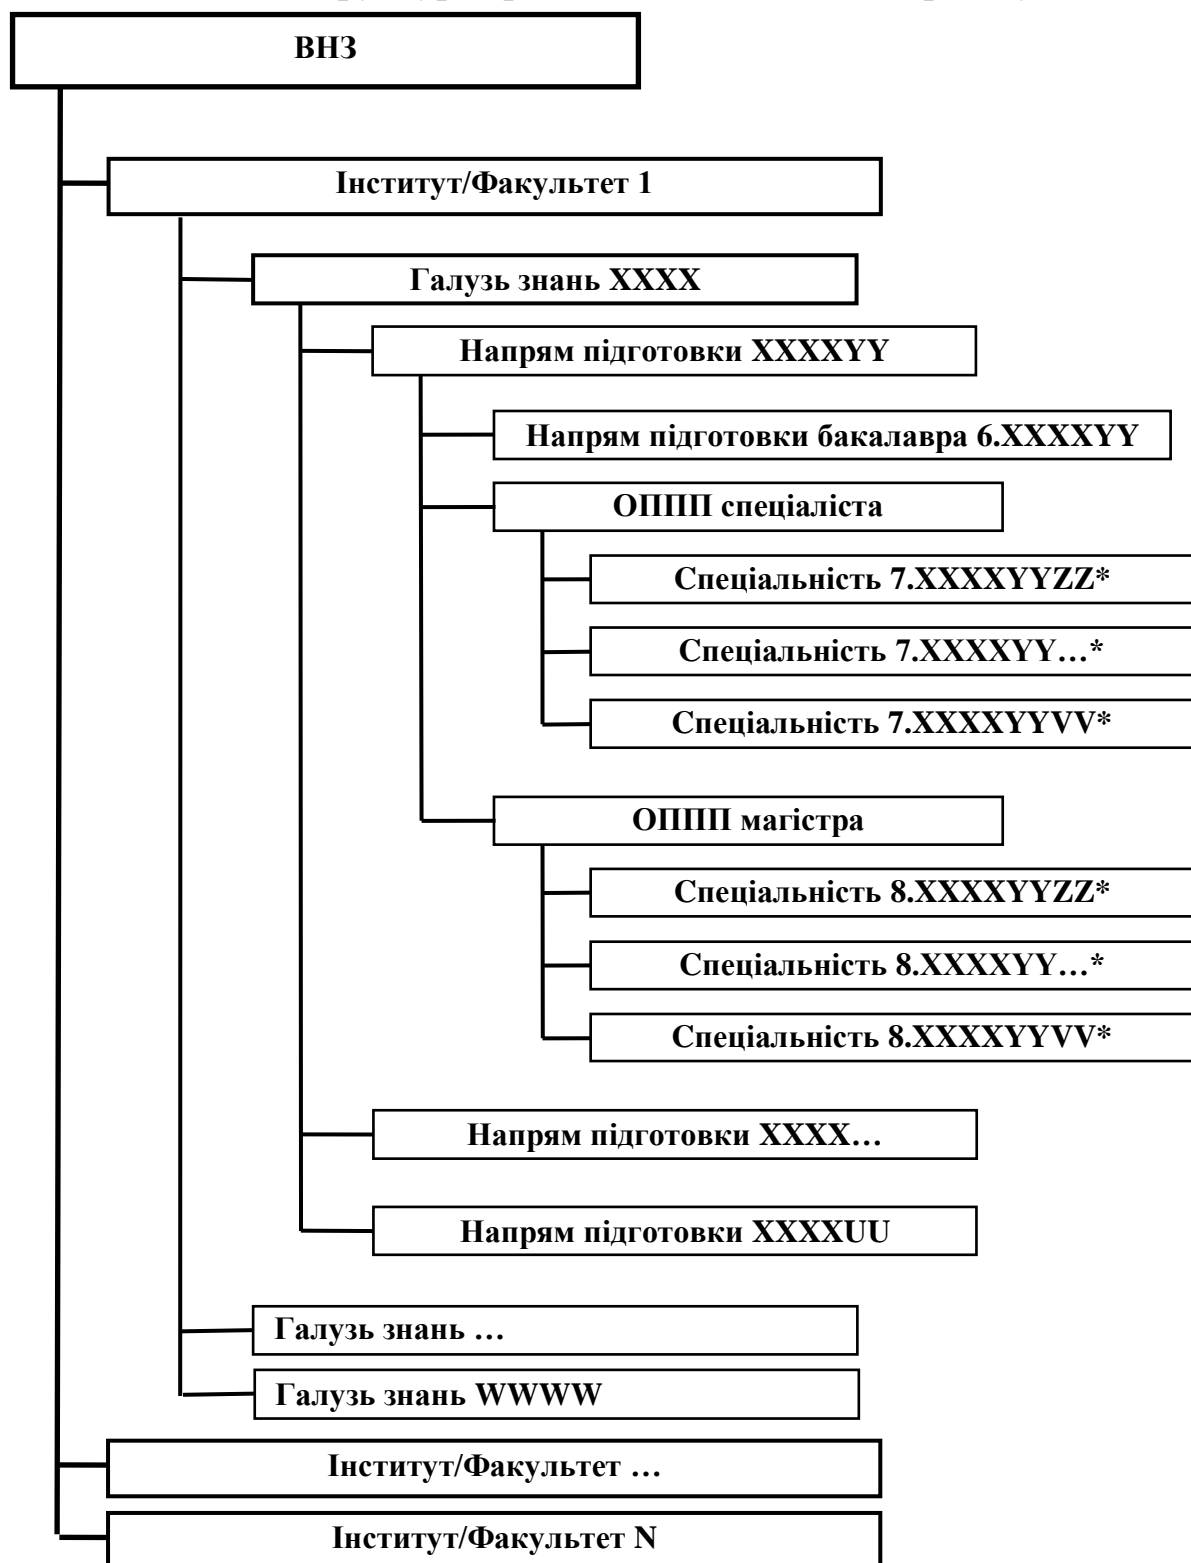 ВНЗ
Інститут/Факультет 1
Галузь знань XXXX
Напрям підготовки XXXXYY
Напрям підготовки бакалавра 6.XXXXYY
ОППП спеціаліста
Спеціальність 7.XXXXYYZZ*
Спеціальність 7.XXXXYY…*
Спеціальність 7.XXXXYYVV*
ОППП магістра
Спеціальність 8.XXXXYYZZ*
Спеціальність 8.XXXXYY…*
Спеціальність 8.XXXXYYVV*
Напрям підготовки XXXX…
Напрям підготовки XXXXUU
Галузь знань …
Галузь знань WWWW
Інститут/Факультет …
Інститут/Факультет N